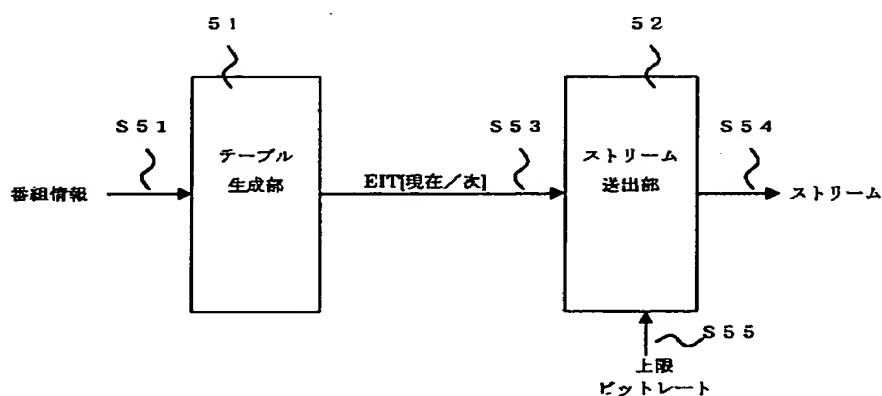 ５１
５２
Ｓ５１
Ｓ５３
Ｓ５４
テーブル
生成部
ストリーム
送出部
番組情報
EIT[現在／次]
ストリーム
Ｓ５５
上限
ビットレート